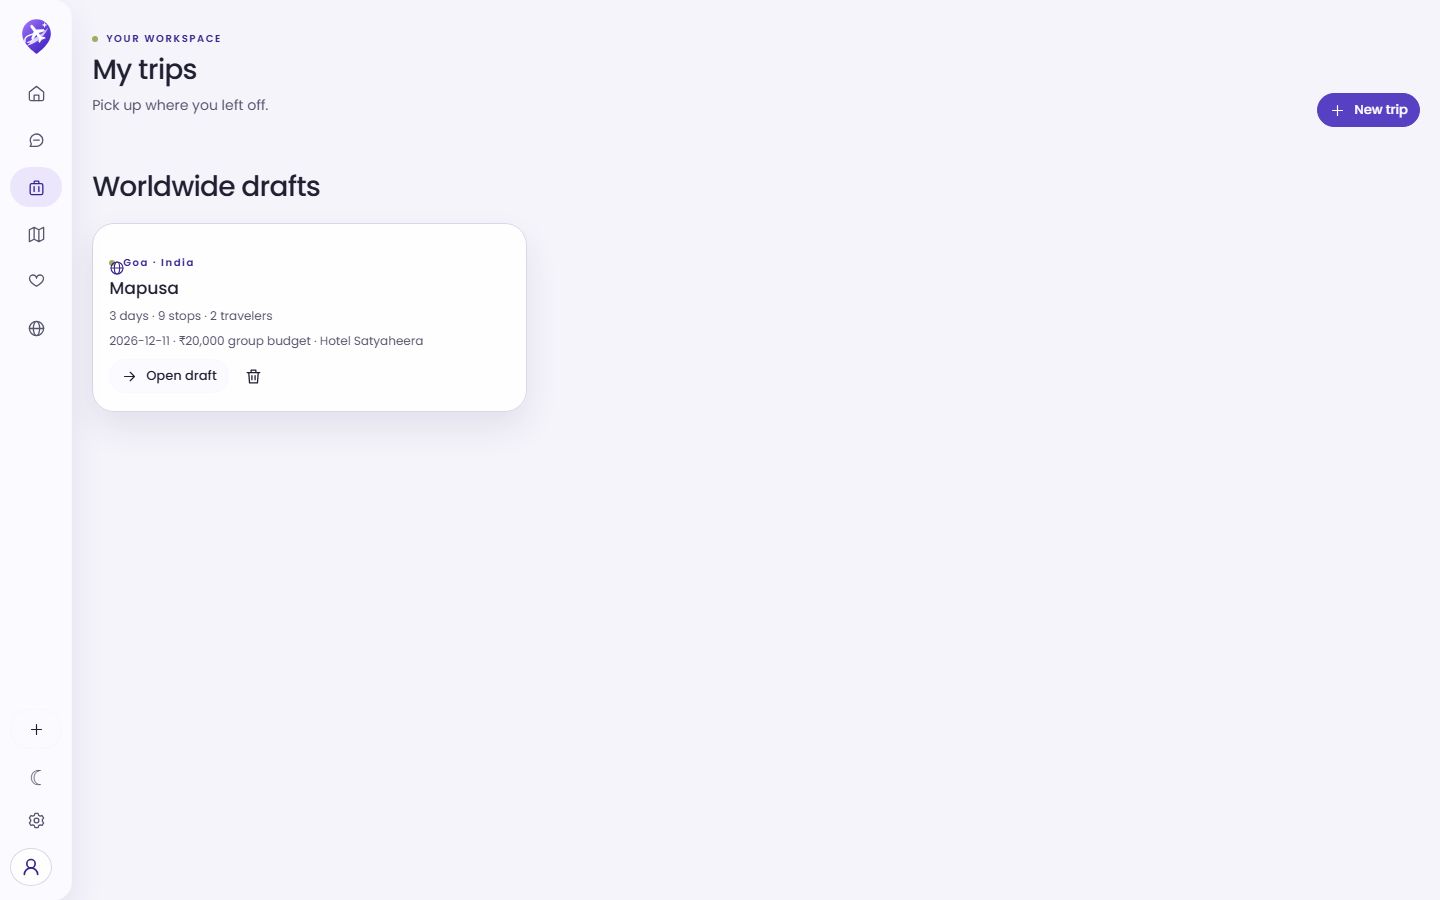 YOUR WORKSPACE
My trips
Pick up where you left off.
New trip
Worldwide drafts
Goa · India
Mapusa
3 days · 9 stops · 2 travelers
2026-12-11 · ₹20,000 group budget · Hotel Satyaheera
Open draft